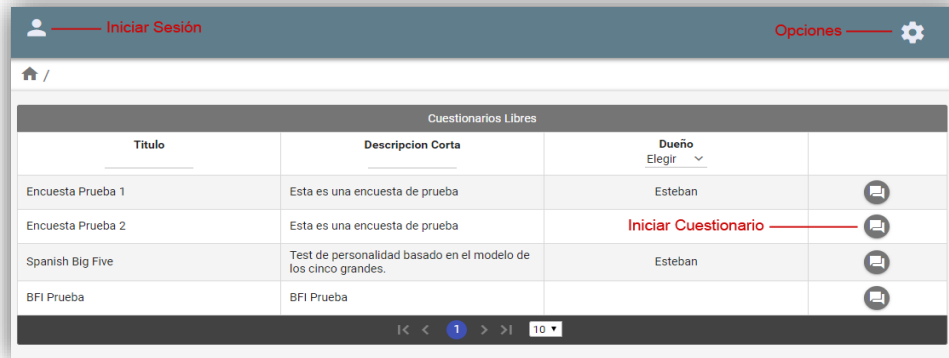 Iniciar Sesión
Opciones
/
Cuestionarios Libres
Titulo
Descripcion Corta
Dueño
Elegir
Encuesta Prueba 1
Esta es una encuesta de prueba
Esteban
Encuesta Prueba 2
Esta es una encuesta de prueba
Iniciar Cuestionario
Spanish Big Five
Test de personalidad basado en el modelo de
los cinco grandes.
Esteban
BFI Prueba
BFI Prueba
1
10